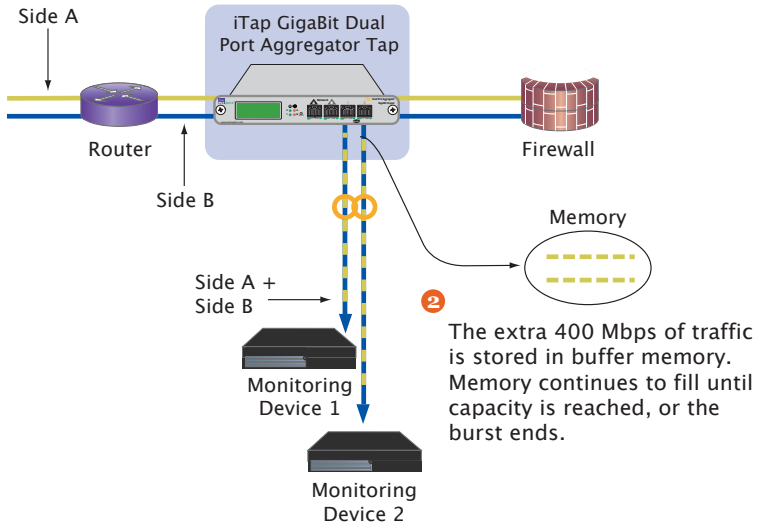 Side A
iTap GigaBit Dual
Port Aggregator Tap
Router
Firewall
Side B
Memory
Side A +
Side B
2
The extra 400 Mbps of traffic
is stored in buffer memory.
Memory continues to fill until
capacity is reached, or the
burst ends.
Monitoring
Device 1
Monitoring
Device 2